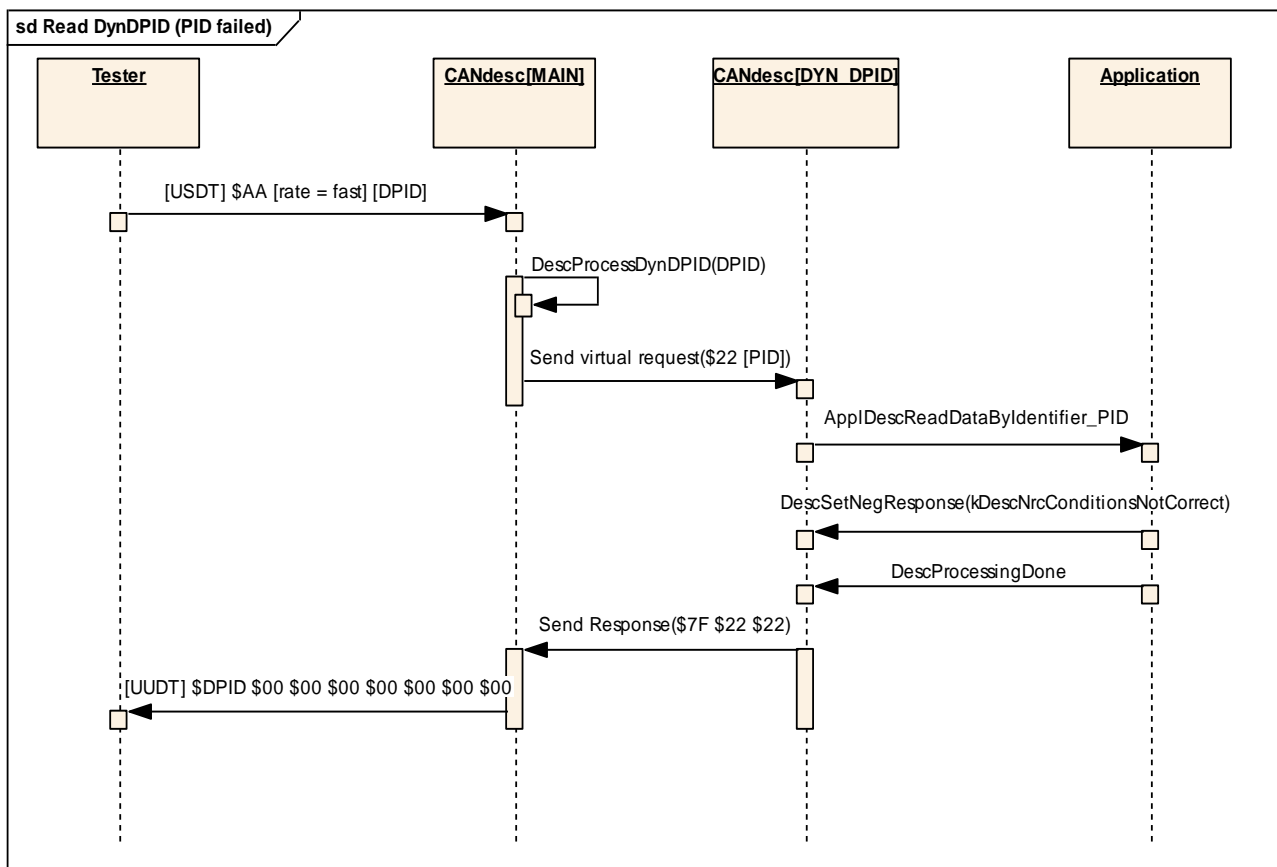 sd Read DynDPID (PID failed)
Tester
CANdesc[MAIN]
CANdesc[DYN_DPID]
Application
[USDT] $AA [rate = fast] [DPID]
DescProcessDynDPID(DPID)
Send virtual request($22 [PID])
ApplDescReadDataByIdentifier_PID
DescSetNegResponse(kDescNrcConditionsNotCorrect)
DescProcessingDone
Send Response($7F $22 $22)
[UUDT] $DPID $00 $00 $00 $00 $00 $00 $00